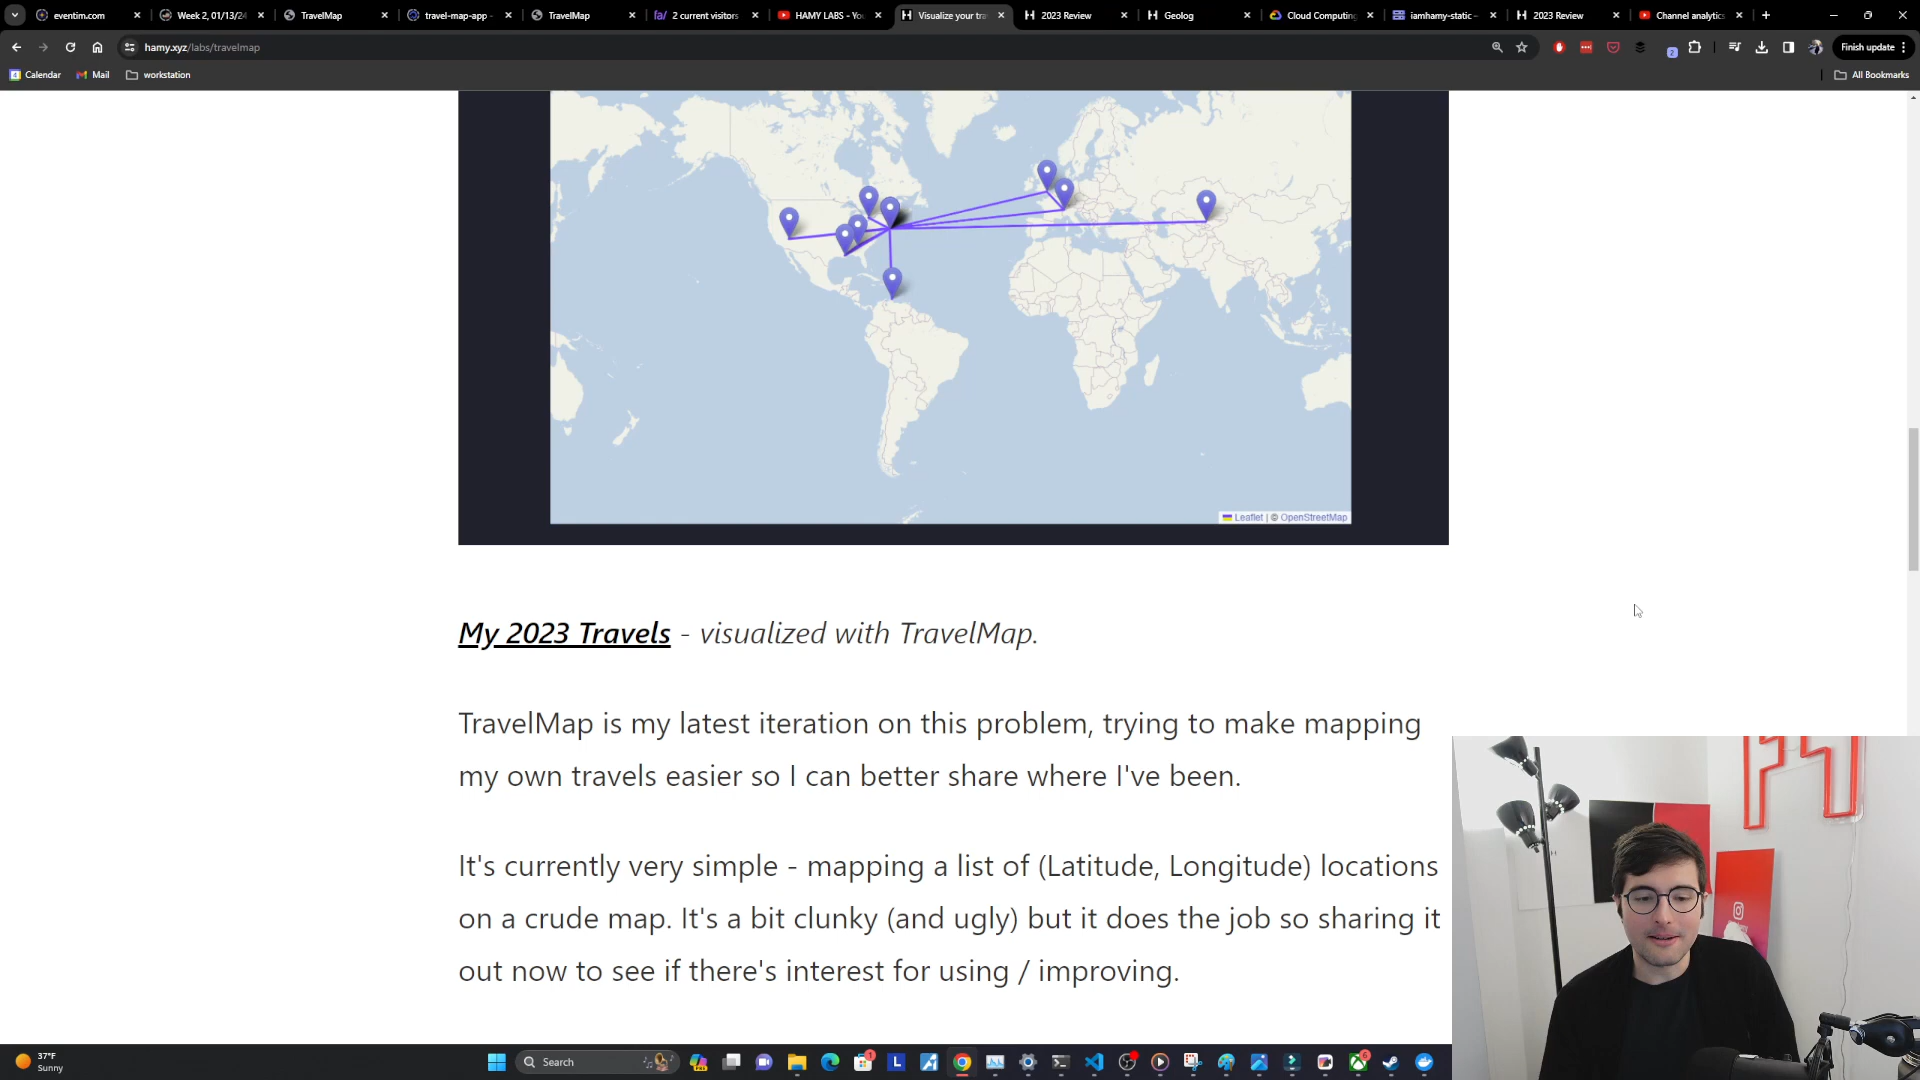 eventim.com
Week 2, 01/13/24
TravelMap
travel-map-app -
TravelMap
fa/ 2 current visitors
HAMY LABS - You
Visualize your tra
2023 Review
Geolog
Cloud Computing
iamhamy-static -
2023 Review
Channel analytics
hamy.xyz/labs/travelmap
2
Finish update
Calendar
Mail
workstation
All Bookmarks
Leaflet | © OpenStreetMap
My 2023 Travels - visualized with TravelMap.
TravelMap is my latest iteration on this problem, trying to make mapping
my own travels easier so I can better share where I've been.
It's currently very simple - mapping a list of (Latitude, Longitude) locations
on a crude map. It's a bit clunky (and ugly) but it does the job so sharing it
out now to see if there's interest for using / improving.
37°F
Sunny
Search
1
L
6